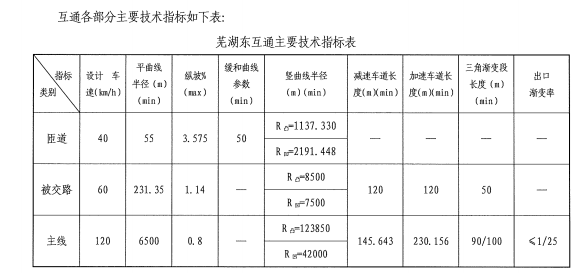 互通各部分主要技术指标如下表:
芜湖东互通主要技术指标表
指标 类别 设计 车速(km/h) 平曲线半径(m)(min) 纵坡%(max) 缓和曲线参数(min) 竖曲线半径(m)(min) 减速车道长度(m)(min) 加速车道长度(m)(min) 三角渐变段长度(m)(min) 出口渐变率
匝道 40 55 3.575 50 R凸=1137.330 R凹=2191.448 — — — —
被交路 60 231.35 1.14 — R凸=8500 R凹=7500 120 120 50 —
主线 120 6500 0.8 — R凸=123850 R凹=42000 145.643 230.156 90/100 ≤1/25